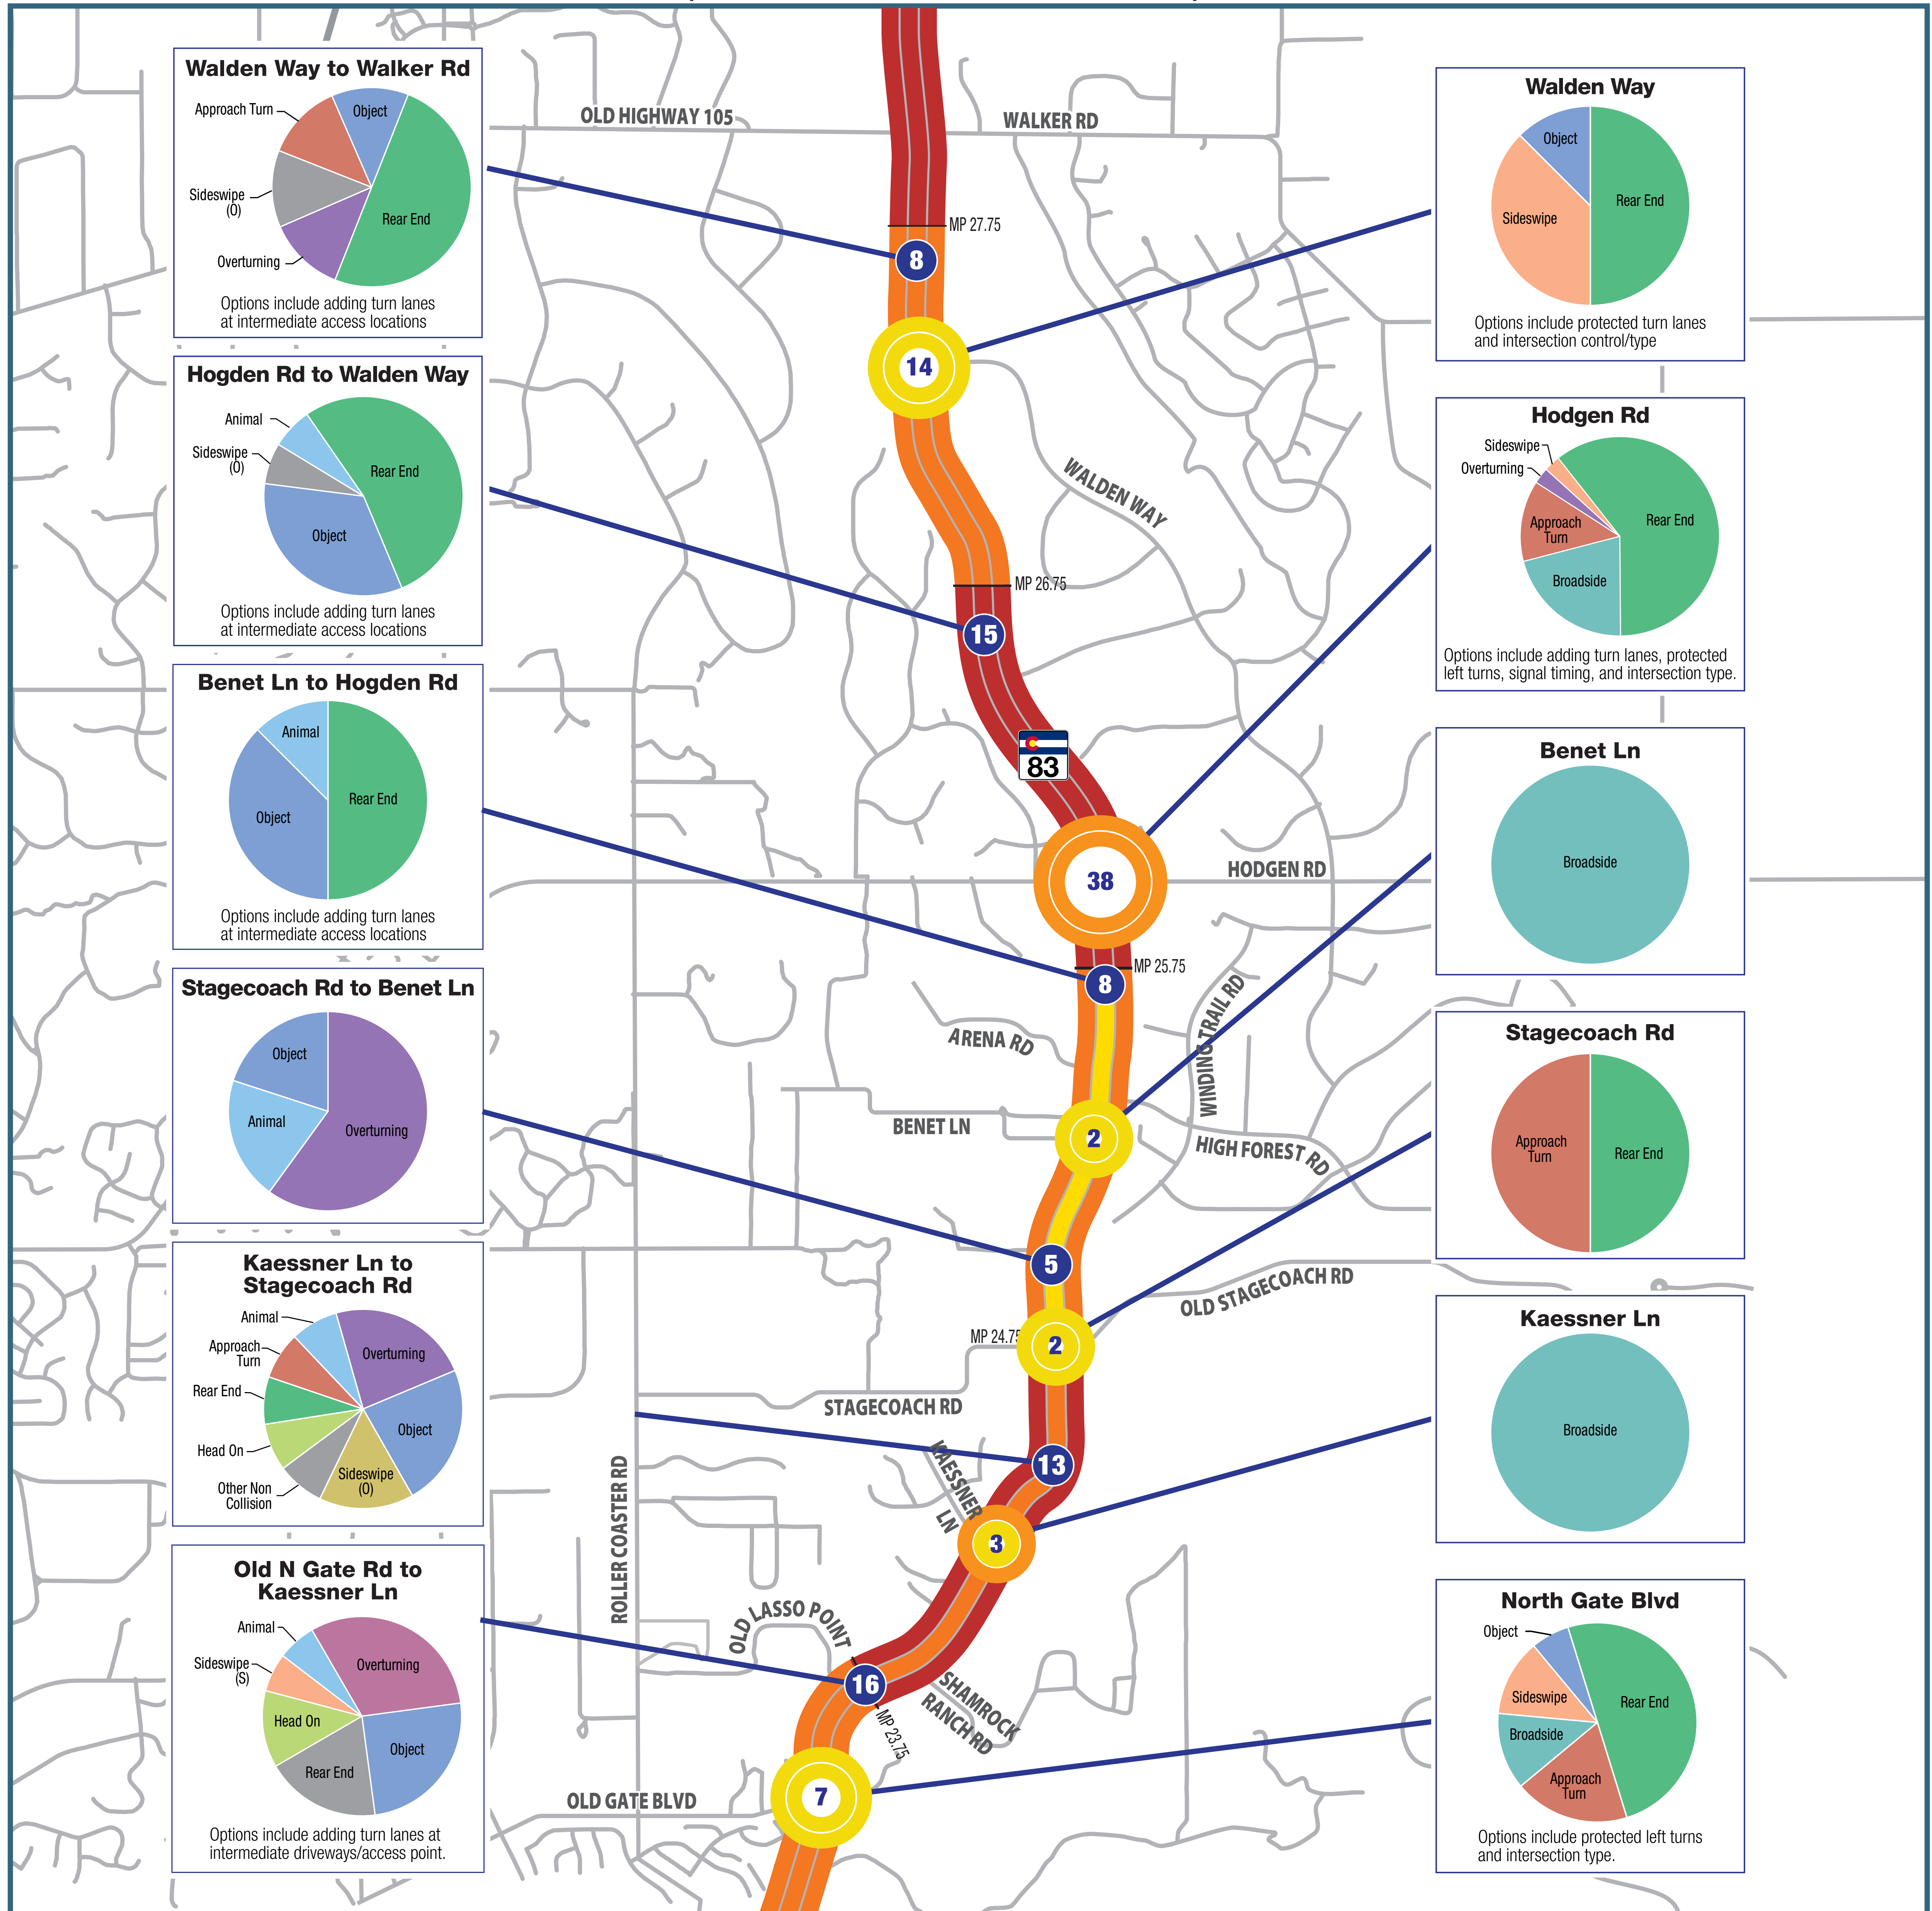 Walden Way to Walker Rd
Approach Turn
Object
Sideswipe
(O)
Rear End
Overturning
Options include adding turn lanes
at intermediate access locations
Hogden Rd to Walden Way
Animal
Sideswipe
(O)
Rear End
Object
Options include adding turn lanes
at intermediate access locations
Benet Ln to Hogden Rd
Animal
Object
Rear End
Options include adding turn lanes
at intermediate access locations
Stagecoach Rd to Benet Ln
Object
Animal
Overturning
Kaessner Ln to
Stagecoach Rd
Animal
Approach
Turn
Overturning
Rear End
Object
Head On
Sideswipe
(O)
Other Non
Collision
Old N Gate Rd to
Kaessner Ln
Animal
Sideswipe
(S)
Overturning
Head On
Object
Rear End
Options include adding turn lanes at
intermediate driveways/access point.
OLD HIGHWAY 105
WALKER RD
MP 27.75
8
14
WALDEN WAY
MP 26.75
15
83
38
HODGEN RD
MP 25.75
8
ARENA RD
WINDING TRAIL RD
BENET LN
2
HIGH FOREST RD
5
OLD STAGECOACH RD
MP 24.75
2
STAGECOACH RD
13
KAESSNER
LN
3
ROLLER COASTER RD
OLD LASSO POINT
16
SHAMROCK
RANCH RD
MP 23.75
7
OLD GATE BLVD
Walden Way
Object
Rear End
Sideswipe
Options include protected turn lanes
and intersection control/type
Hodgen Rd
Sideswipe
Overturning
Rear End
Approach
Turn
Broadside
Options include adding turn lanes, protected
left turns, signal timing, and intersection type.
Benet Ln
Broadside
Stagecoach Rd
Approach
Turn
Rear End
Kaessner Ln
Broadside
North Gate Blvd
Object
Rear End
Sideswipe
Broadside
Approach
Turn
Options include protected left turns
and intersection type.